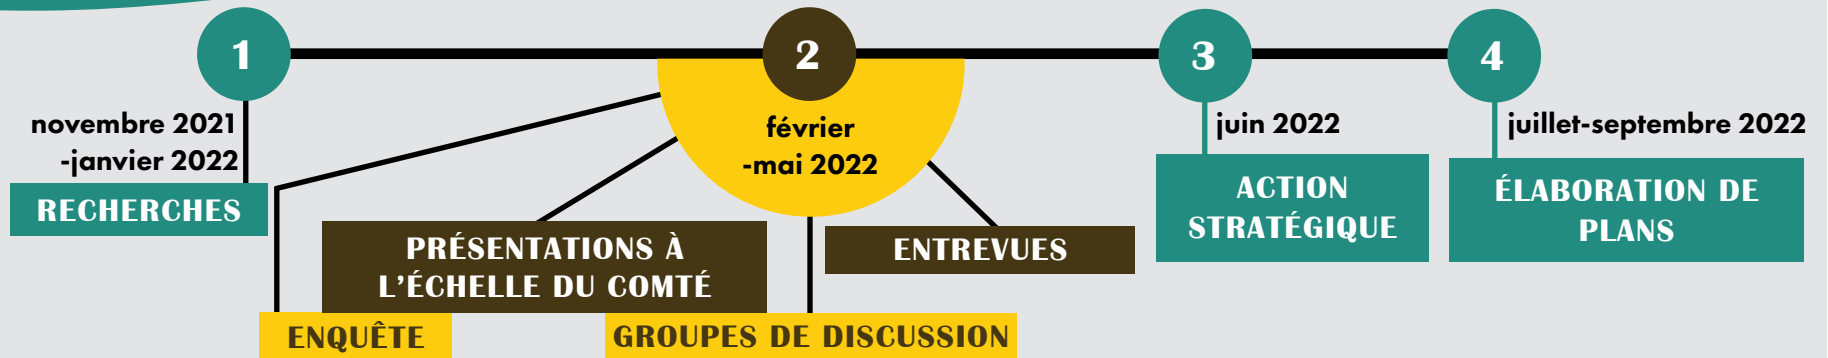 1
novembre 2021
-janvier 2022
RECHERCHES
2
février
-mai 2022
ENQUÊTE
PRÉSENTATIONS À
L’ÉCHELLE DU COMTÉ
GROUPES DE DISCUSSION
ENTREVUES
3
juin 2022
ACTION
STRATÉGIQUE
4
juillet-septembre 2022
ÉLABORATION DE
PLANS